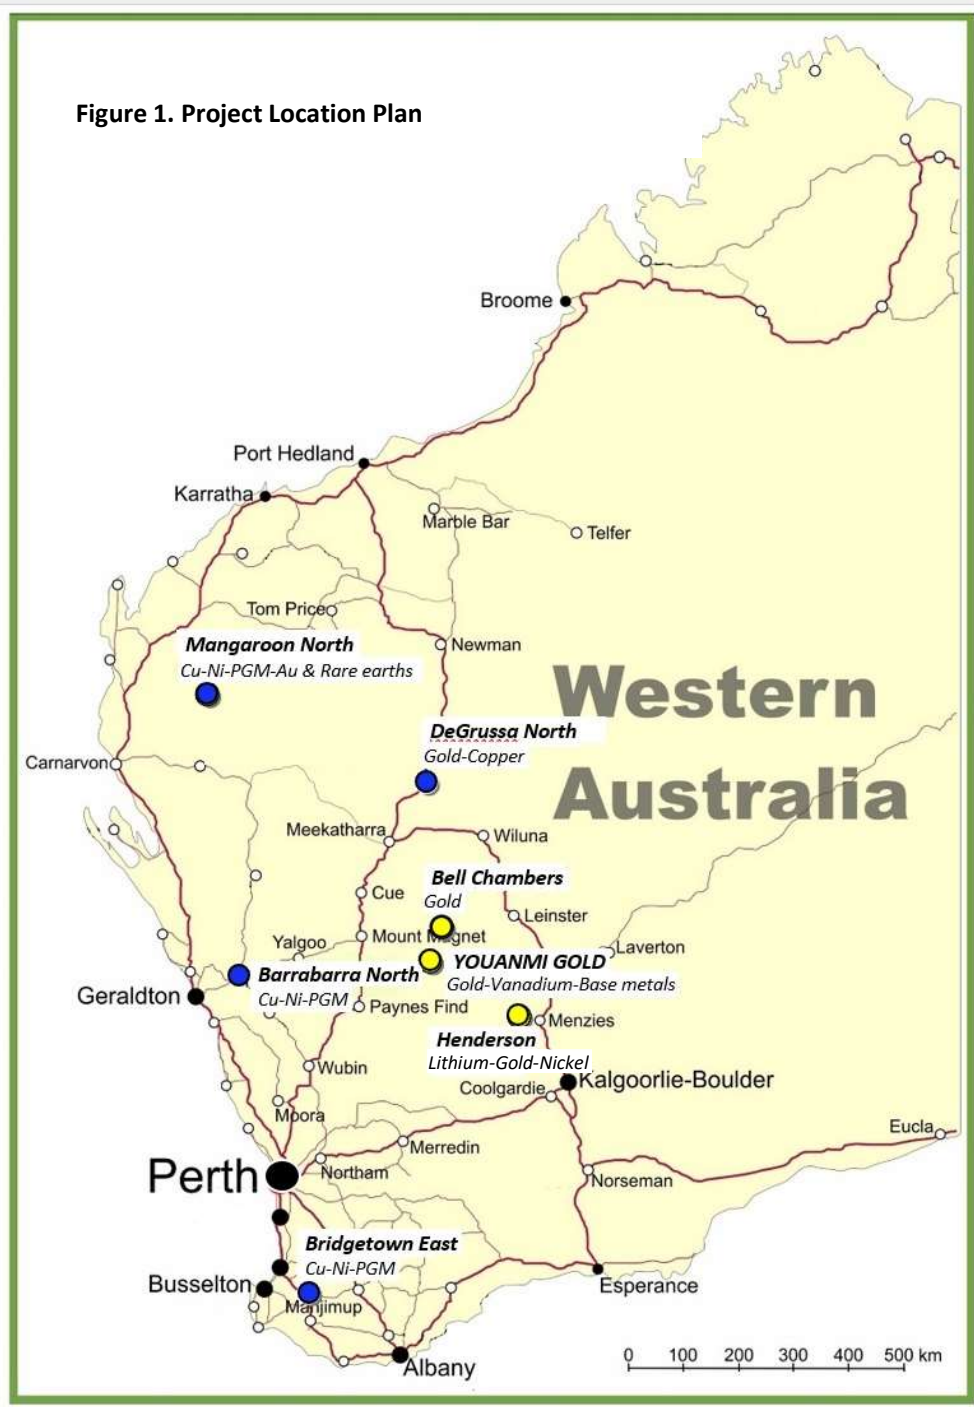 Figure 1. Project Location Plan
Broome
Port Hedland
Karratha
Marble Bar
Telfer
Tom Price
Newman
Mangaroon North
Cu-Ni-PGM-Au & Rare earths
Western
Australia
DeGrussa North
Gold-Copper
Carnarvon
Meekatharra
Wiluna
Bell Chambers
Gold
Cue
Leinster
Mount Magnet
Yalgoo
Laverton
YOUANMI GOLD
Gold-Vanadium-Base metals
Barrabarra North
Cu-Ni-PGM
Geraldton
Paynes Find
Menzies
Henderson
Lithium-Gold-Nickel
Wubin
Kalgoorlie-Boulder
Coolgardie
Moora
Eucla
Merredin
Perth
Northam
Norseman
Bridgetown East
Cu-Ni-PGM
Busselton
Manjimup
Esperance
Albany
0 100 200 300 400 500 km